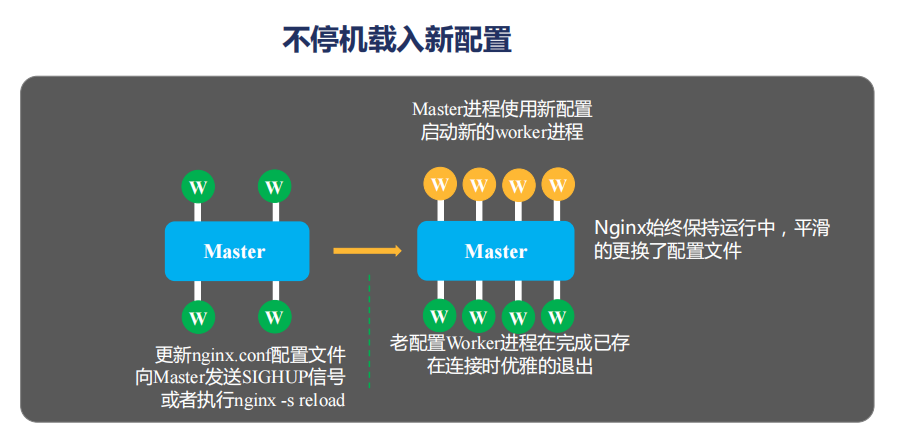 不停机载入新配置
Master进程使用新配置
启动新的worker进程
W W
W W W W
Master
Master
Nginx始终保持运行中，平滑
的更换了配置文件
W W
W W W W
更新nginx.conf配置文件
向Master发送SIGHUP信号
或者执行nginx -s reload
老配置Worker进程在完成已存
在连接时优雅的退出